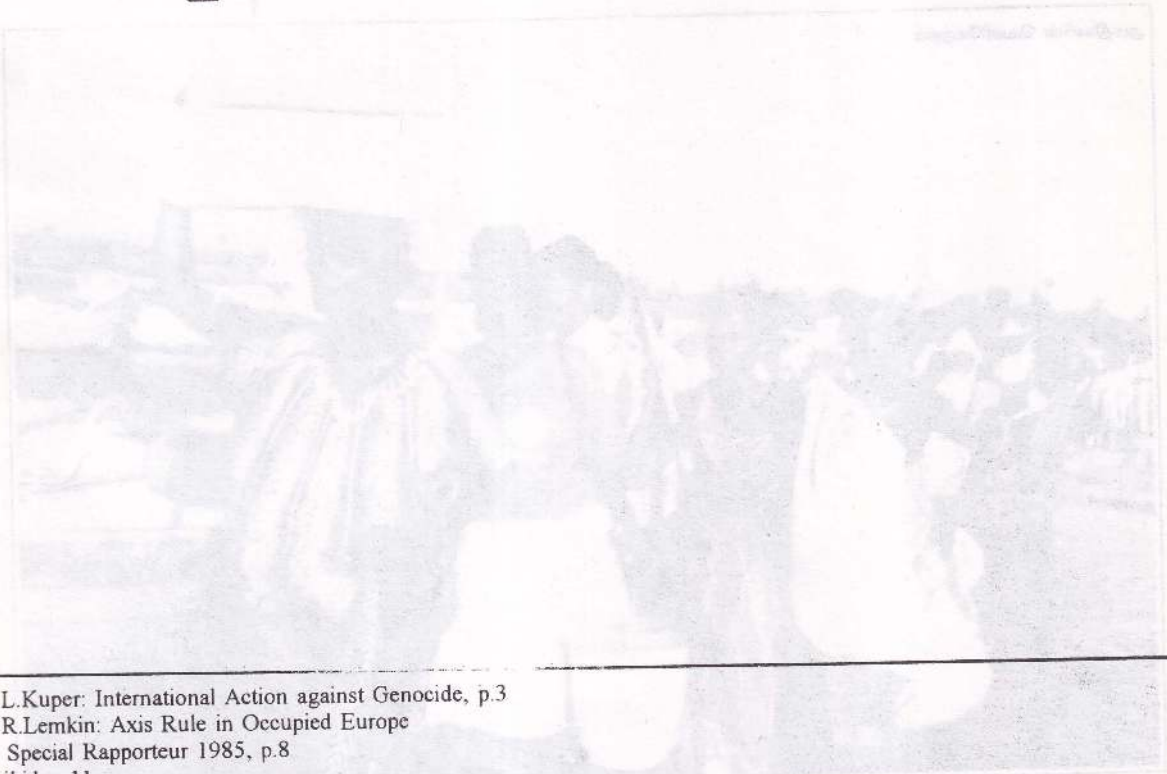 L.Kuper: International Action against Genocide, p.3
R.Lemkin: Axis Rule in Occupied Europe
Special Rapporteur 1985, p.8